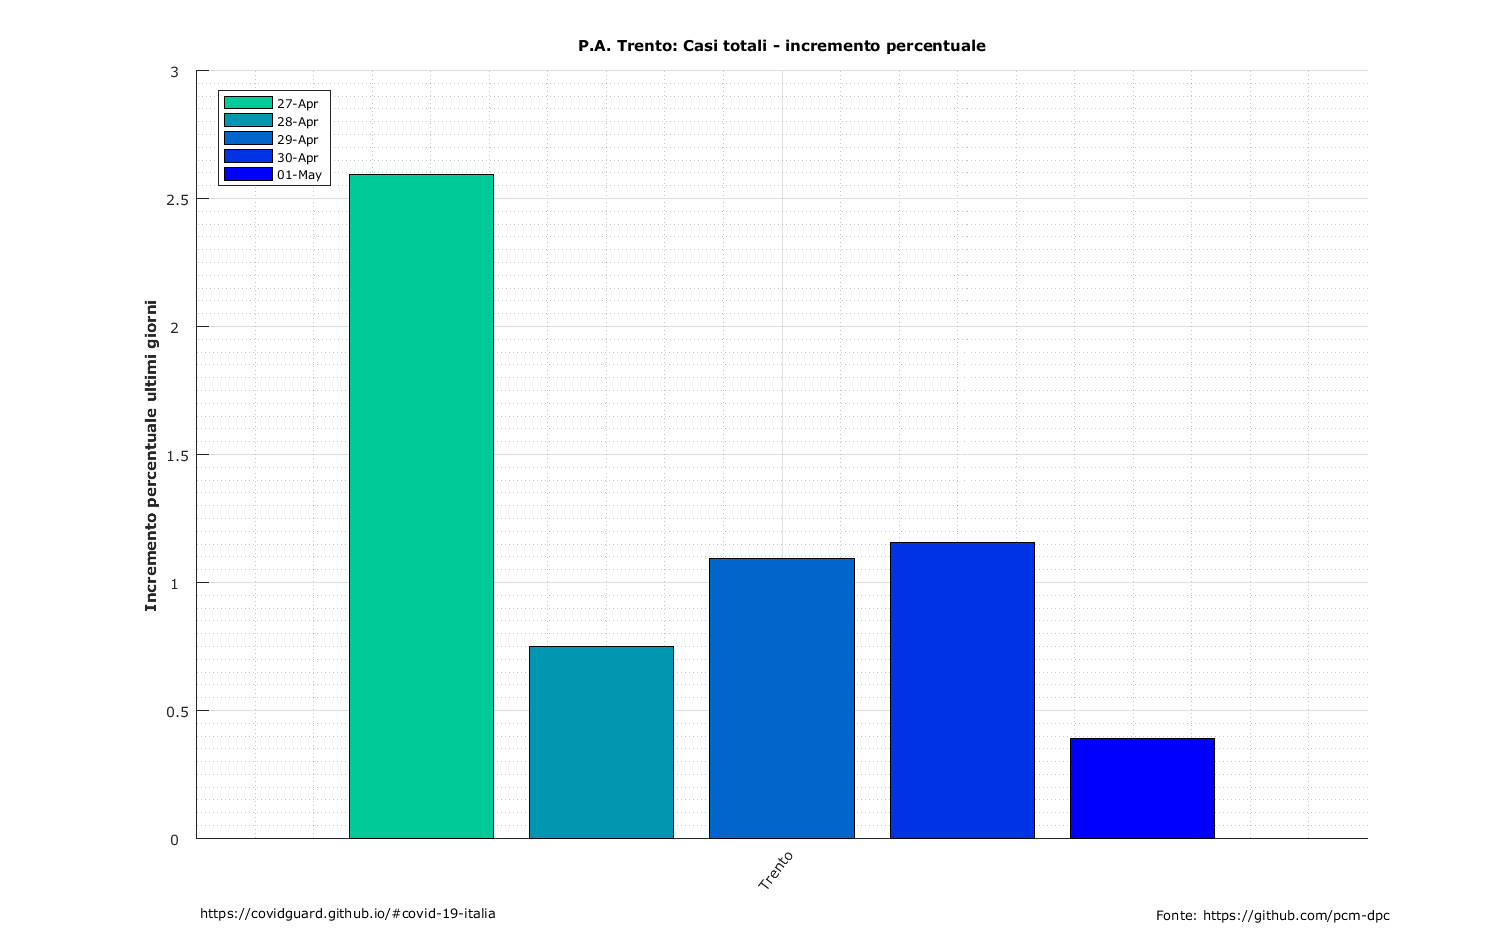 P.A. Trento: Casi totali - incremento percentuale
Incremento percentuale ultimi giorni
3
2.5
2
1.5
1
0.5
0
27-Apr
28-Apr
29-Apr
30-Apr
01-May
Trento
https://covidguard.github.io/#covid-19-italia
Fonte: https://github.com/pcm-dpc